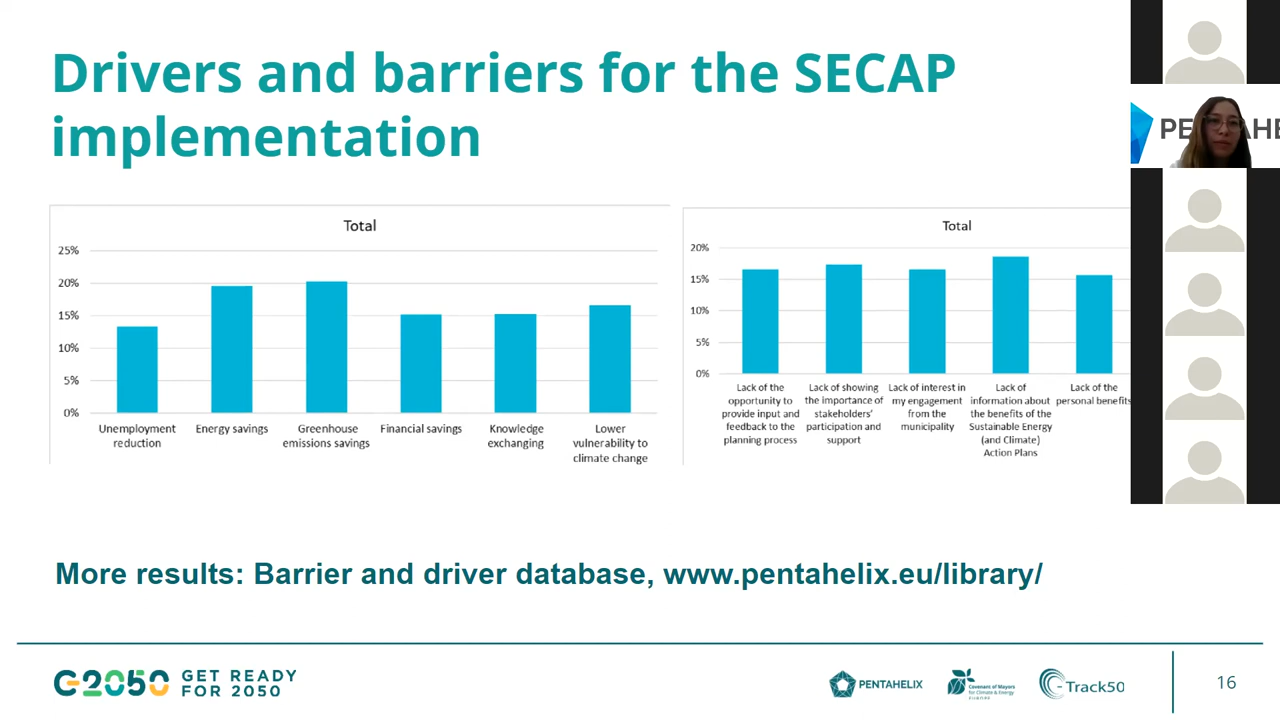 Drivers and barriers for the SECAP
implementation
Total
25%
20%
15%
10%
5%
0%
Unemployment
reduction
Energy savings
Greenhouse
emissions savings
Financial savings
Knowledge
exchanging
Lower
vulnerability to
climate change
Total
20%
15%
10%
5%
0%
Lack of the
opportunity to
provide input and
feedback to the
planning process
Lack of showing
the importance of
stakeholders'
participation and
support
Lack of interest in
my engagement
from the
municipality
Lack of
information about
the benefits of the
Sustainable Energy
(and Climate)
Action Plans
Lack of the
personal benefits
More results: Barrier and driver database, www.pentahelix.eu/library/
C-2050
GET READY
FOR 2050
PENTAHELIX
Covenant of Mayors
for Climate & Energy
EUROPE
C-Track50
16